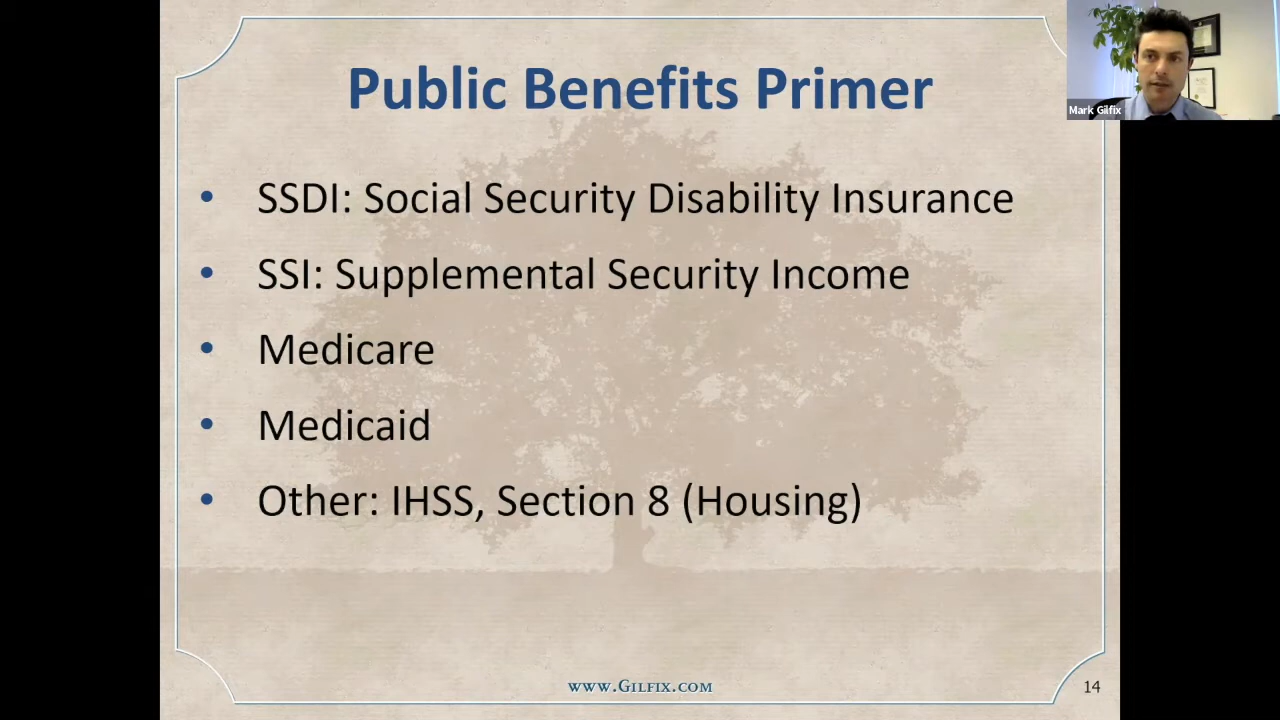 Public Benefits Primer
Mark Gilfix
• SSDI: Social Security Disability Insurance
• SSI: Supplemental Security Income
• Medicare
• Medicaid
• Other: IHSS, Section 8 (Housing)
www.Gilfix.com
14